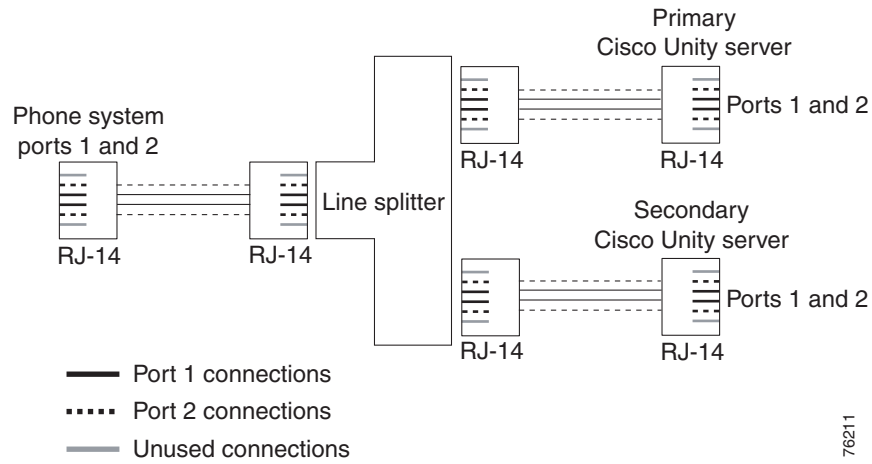 Primary
Cisco Unity server
Phone system
ports 1 and 2
Ports 1 and 2
RJ-14
RJ-14
Line splitter
RJ-14
RJ-14
Secondary
Cisco Unity server
Ports 1 and 2
RJ-14
RJ-14
Port 1 connections
Port 2 connections
Unused connections
76211